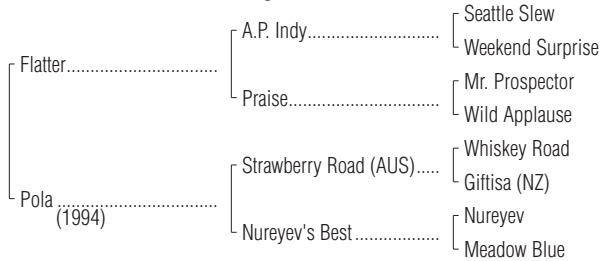 Seattle Slew
A.P. Indy............................
Weekend Surprise
Flatter................................
Mr. Prospector
Praise................................
Wild Applause
Whiskey Road
Strawberry Road (AUS).....
Giftisa (NZ)
Pola ..................................
(1994)
Nureyev
Nureyev's Best ..................
Meadow Blue